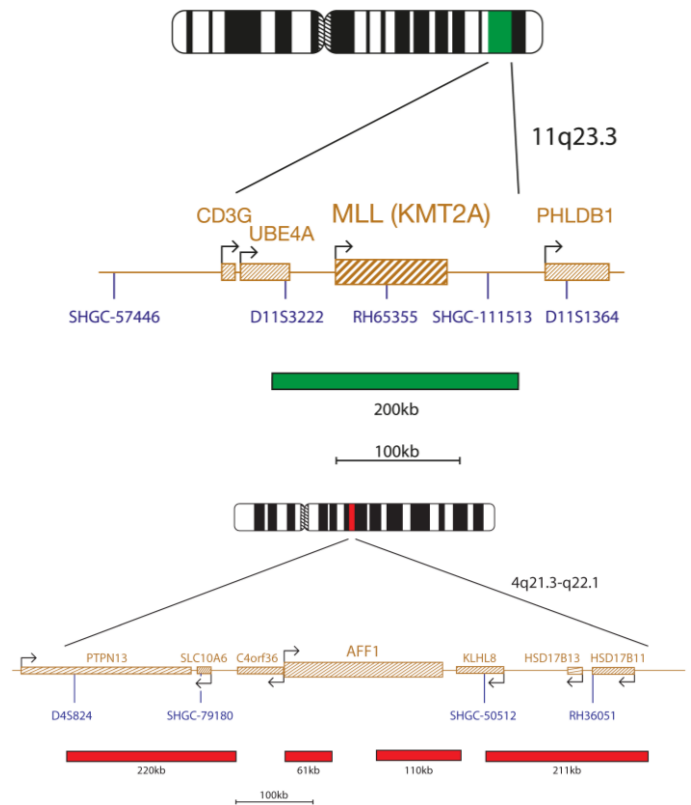 11q23.3
CD3G
UBE4A
MLL (KMT2A)
PHLDB1
SHGC-57446
D11S3222
RH65355
SHGC-111513
D11S1364
200kb
100kb
4q21.3-q22.1
PTPN13
SLC10A6
C4orf36
AFF1
KLHL8
HSD17B13
HSD17B11
D4S824
SHGC-79180
SHGC-50512
RH36051
220kb
61kb
110kb
211kb
100kb